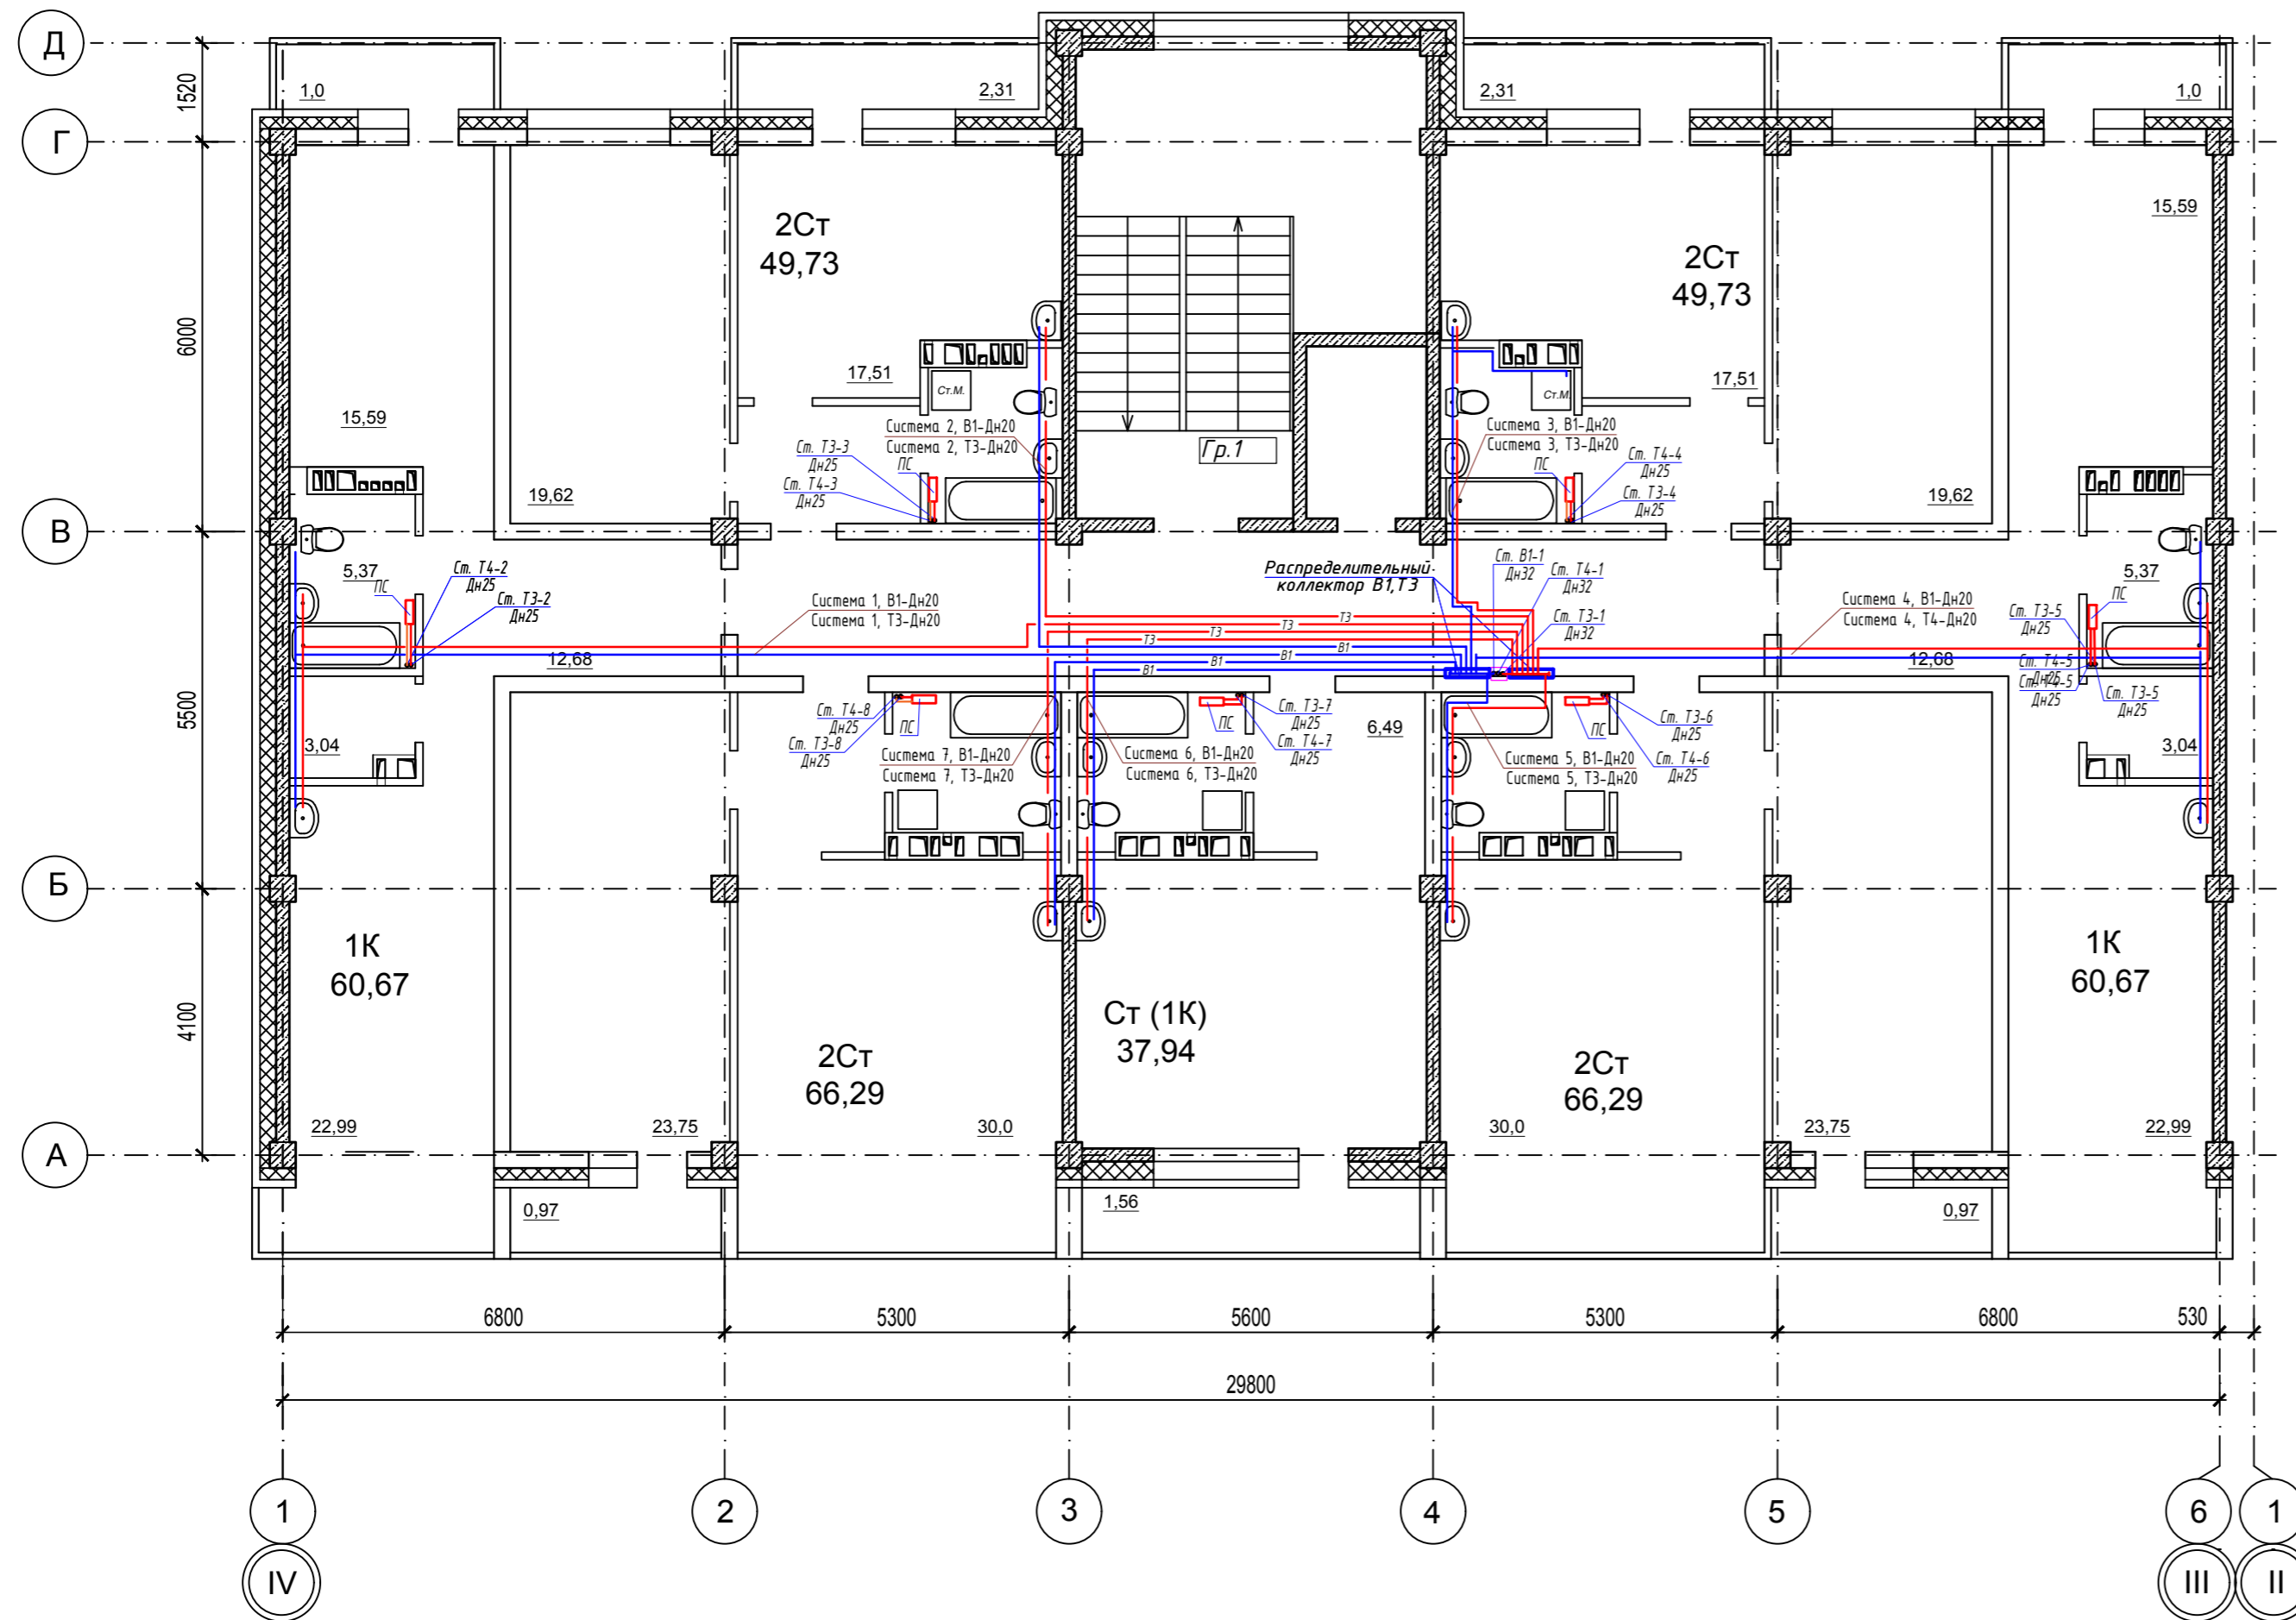 Д
1520
1,0
2,31
2,31
1,0
Г
6000
2Ст
49,73
2Ст
49,73
15,59
15,59
17,51
17,51
Ст.М.
Ст.М.
Система 2, В1-Дн20
Система 2, Т3-Дн20
Ст. Т3-3
Дн25
ПС
Ст. Т4-3
Дн25
Гр.1
Система 3, В1-Дн20
Система 3, Т3-Дн20
ПС
Ст. Т4-4
Дн25
Ст. Т3-4
Дн25
19,62
19,62
В
5,37
ПС
Ст. Т4-2
Дн25
Ст. Т3-2
Дн25
Система 1, В1-Дн20
Система 1, Т3-Дн20
Распределительный
коллектор В1,Т3
Ст. В1-1
Дн32
Ст. Т4-1
Дн32
Ст. Т3-1
Дн32
Система 4, В1-Дн20
Система 4, Т4-Дн20
5,37
ПС
Ст. Т3-5
Дн25
Ст. Т4-5
Дн25
Ст. Т4-5
Дн25
Ст. Т3-5
Дн25
Т3
Т3
Т3
Т3
В1
В1
В1
В1
12,68
12,68
5500
3,04
Ст. Т4-8
Дн25
Ст. Т3-8
Дн25
ПС
Система 7, В1-Дн20
Система 7, Т3-Дн20
Система 6, В1-Дн20
Система 6, Т3-Дн20
ПС
Ст. Т3-7
Дн25
Ст. Т4-7
Дн25
6,49
Система 5, В1-Дн20
Система 5, Т3-Дн20
ПС
Ст. Т3-6
Дн25
Ст. Т4-6
Дн25
3,04
Б
4100
1К
60,67
2Ст
66,29
Ст (1К)
37,94
2Ст
66,29
1К
60,67
22,99
23,75
30,0
30,0
23,75
22,99
А
0,97
1,56
0,97
6800
5300
5600
5300
6800
530
29800
1
2
3
4
5
6
1
IV
III
II